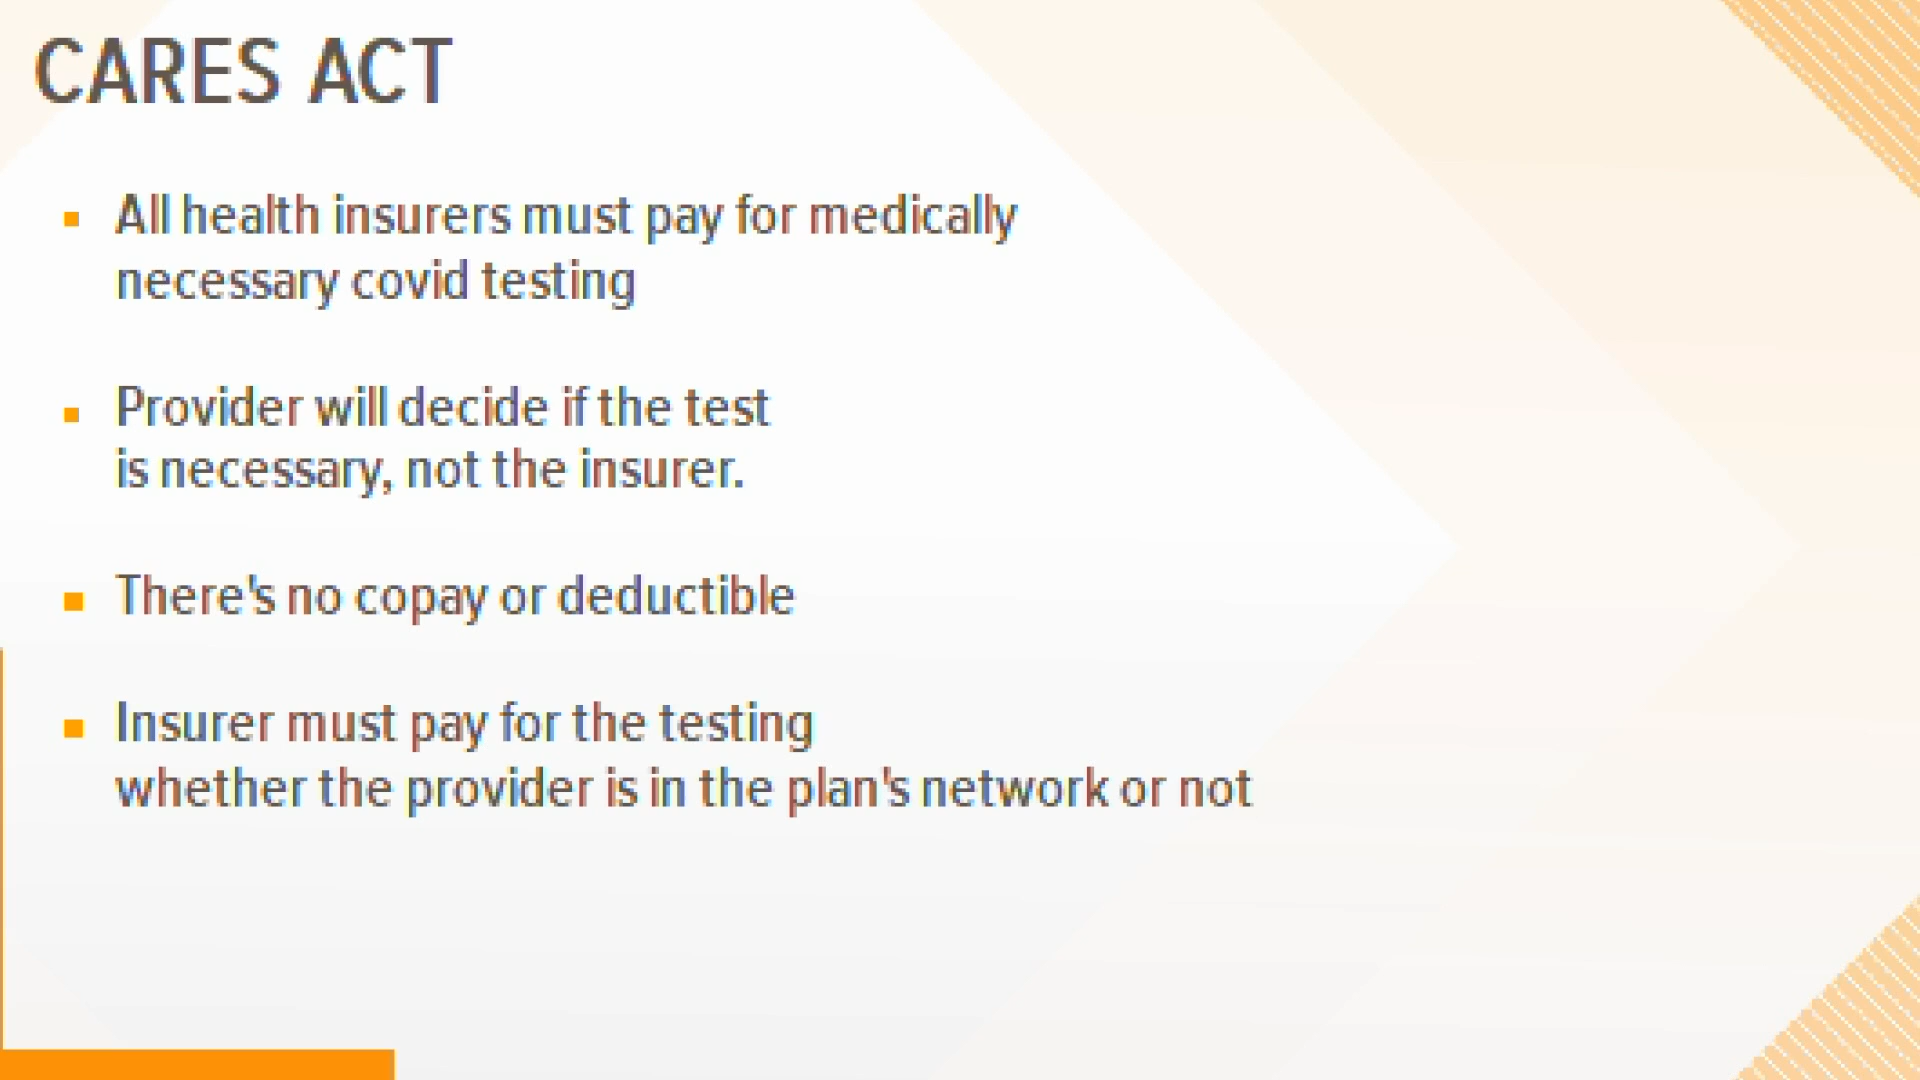 CARES ACT
All health insurers must pay for medically
necessary covid testing
Provider will decide if the test
is necessary, not the insurer.
There's no copay or deductible
Insurer must pay for the testing
whether the provider is in the plan's network or not